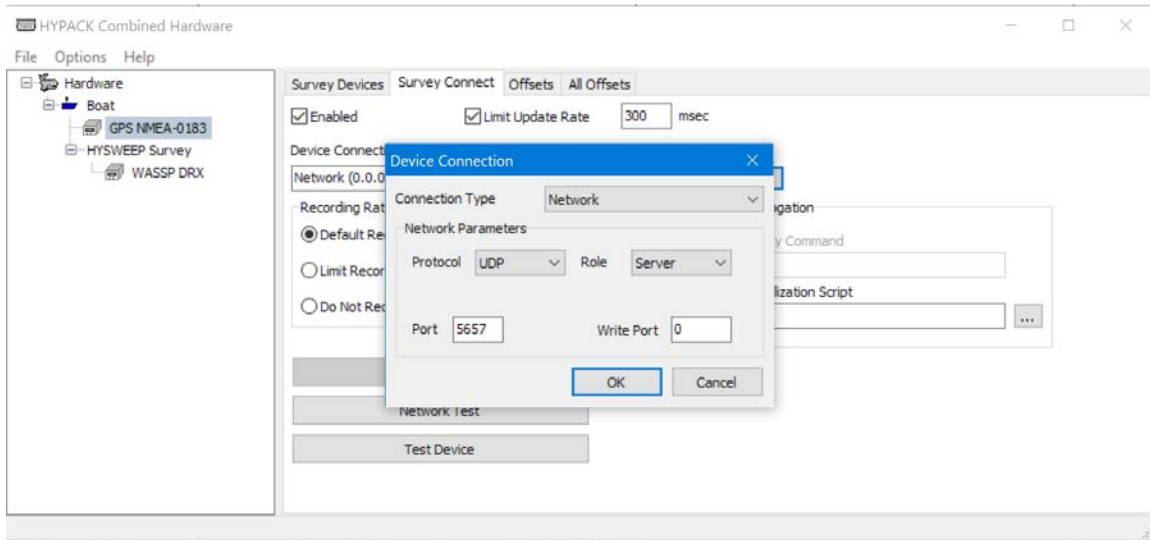 HYPACK Combined Hardware
File Options Help
Hardware
Boat
GPS NMEA-0183
HYSWEEP Survey
WASSP DRX
Survey Devices Survey Connect Offsets All Offsets
Enabled Limit Update Rate 300 msec
Device Connect
Network (0.0.0
Recording Rat
Default Re
Limit Recor
Do Not Rec
Device Connection
Connection Type Network
Network Parameters
Protocol UDP Role Server
Port 5657 Write Port 0
OK Cancel
y Command
Script
...
Network Test
Test Device